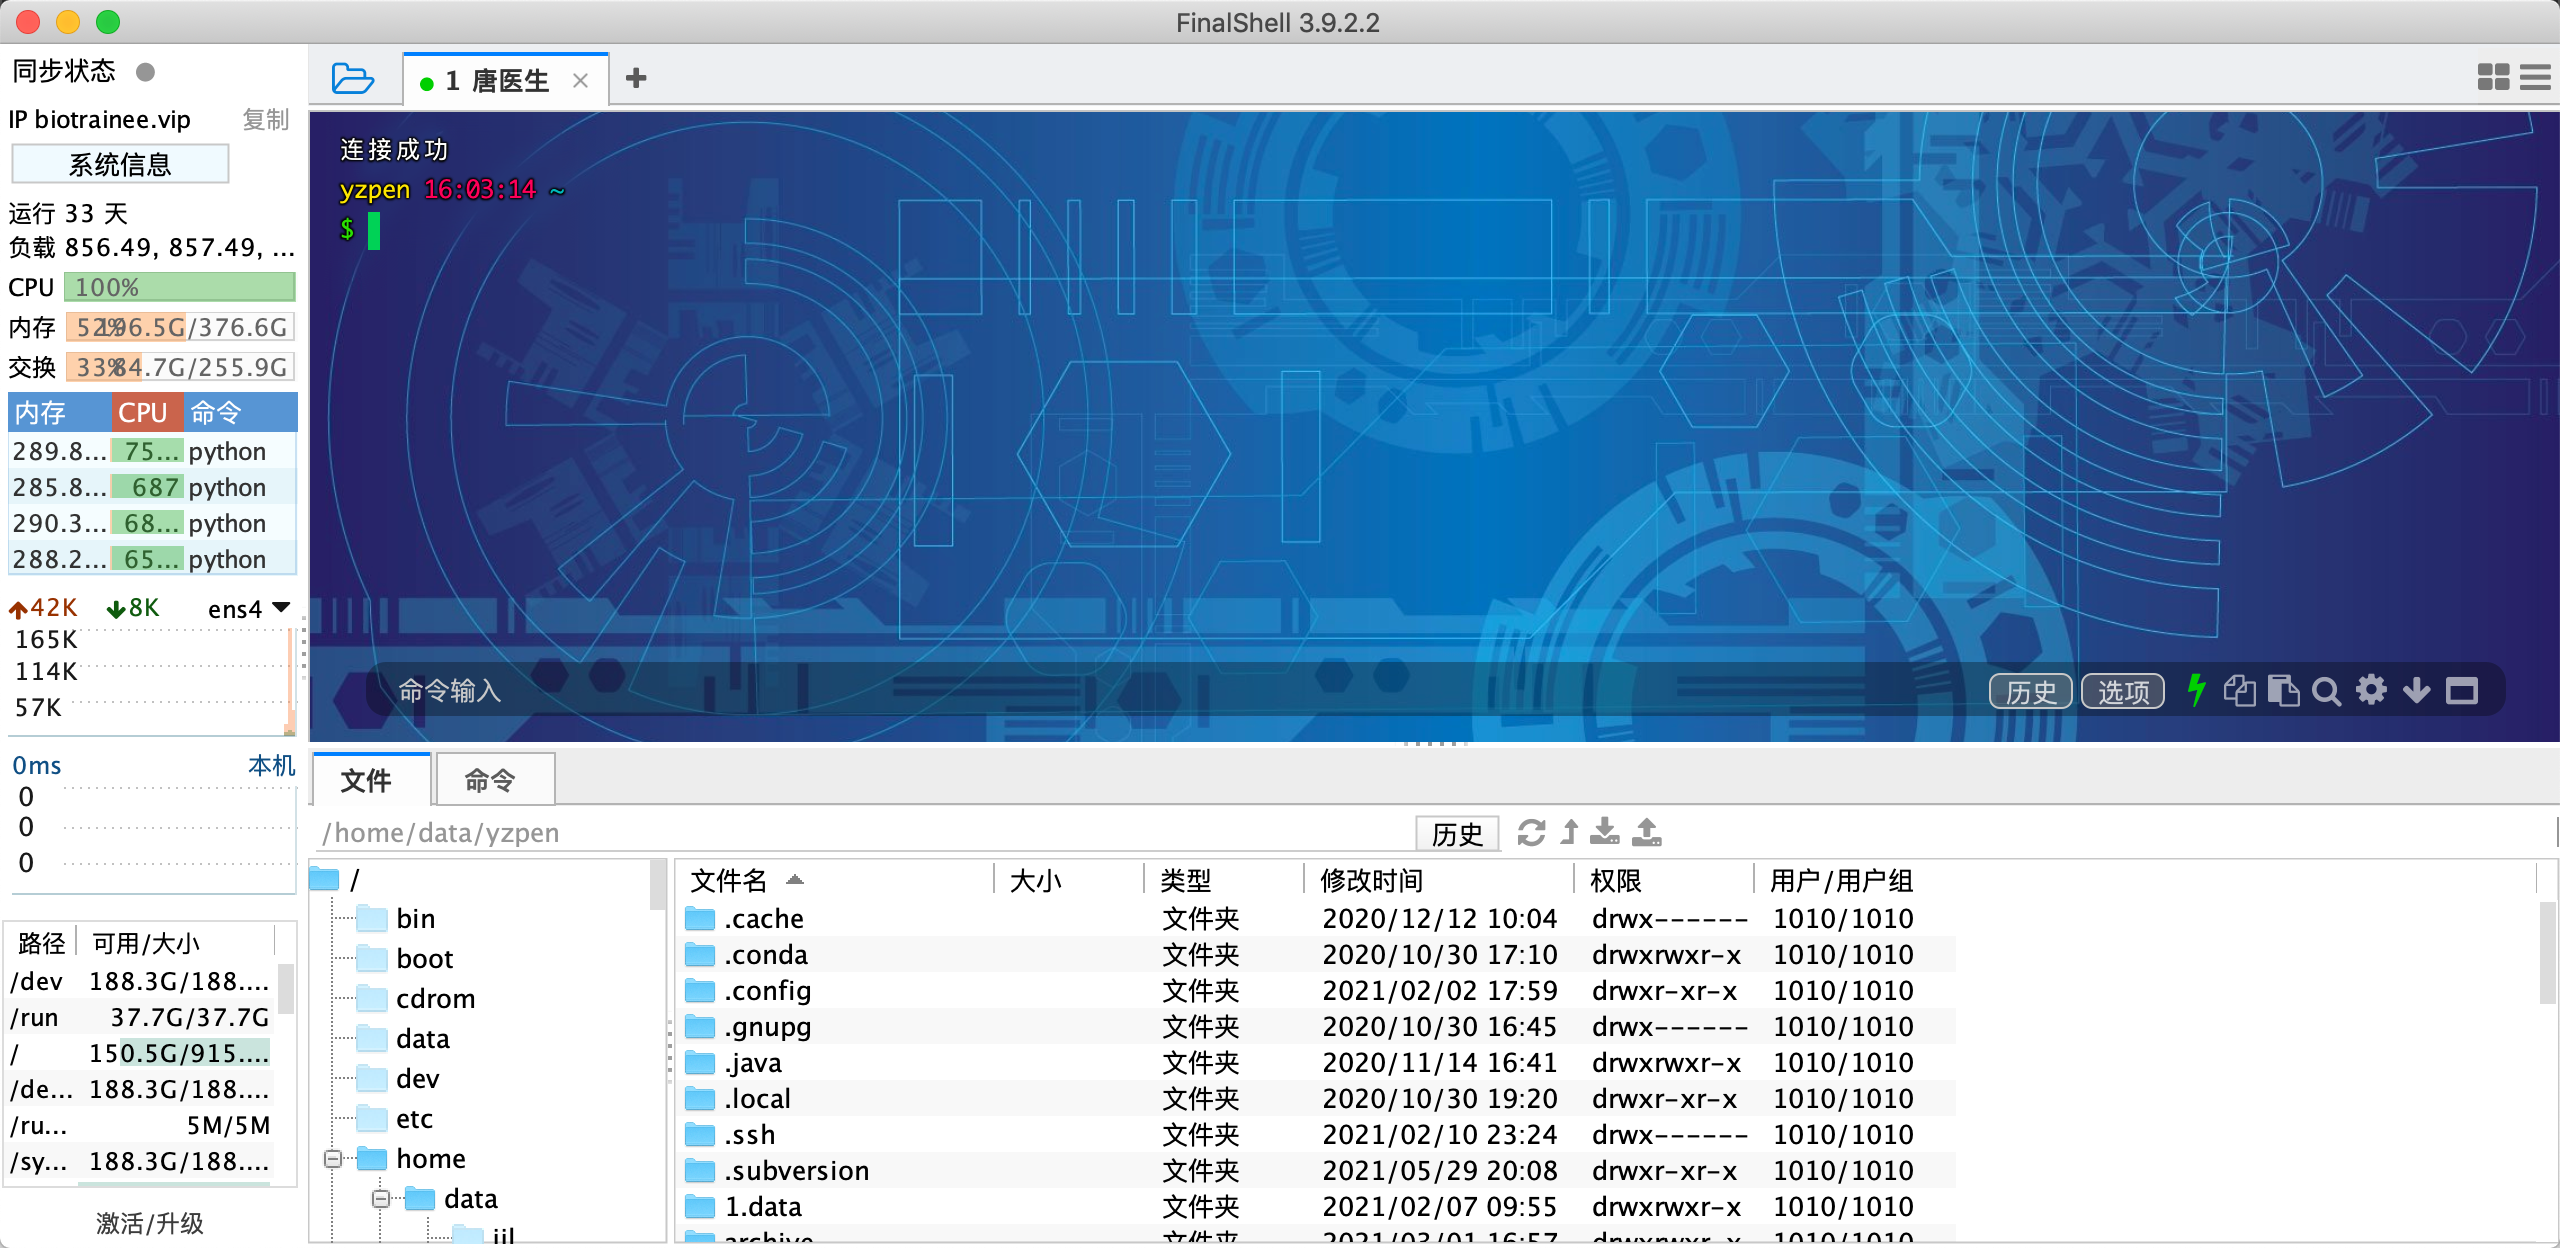 FinalShell 3.9.2.2
同步状态
IP biotrainee.vip 复制
系统信息
运行 33 天
负载 856.49, 857.49, ...
CPU 100%
内存 52% 196.5G/376.6G
交换 33% 84.7G/255.9G
内存 CPU 命令
289.8... 75... python
285.8... 687 python
290.3... 68... python
288.2... 65... python
42K 8K ens4
165K
114K
57K
0ms 本机
0
0
0
路径 可用/大小
/dev 188.3G/188....
/run 37.7G/37.7G
/ 150.5G/915....
/de... 188.3G/188....
/ru... 5M/5M
/sy... 188.3G/188....
激活/升级
1 唐医生
连接成功
yzpen 16:03:14 ~
$
命令输入
历史 选项
文件 命令
/home/data/yzpen
历史
/
bin
boot
cdrom
data
dev
etc
home
data
文件名 大小 类型 修改时间 权限 用户/用户组
.cache 文件夹 2020/12/12 10:04 drwx------ 1010/1010
.conda 文件夹 2020/10/30 17:10 drwxrwxr-x 1010/1010
.config 文件夹 2021/02/02 17:59 drwxr-xr-x 1010/1010
.gnupg 文件夹 2020/10/30 16:45 drwx------ 1010/1010
.java 文件夹 2020/11/14 16:41 drwxrwxr-x 1010/1010
.local 文件夹 2020/10/30 19:20 drwxr-xr-x 1010/1010
.ssh 文件夹 2021/02/10 23:24 drwx------ 1010/1010
.subversion 文件夹 2021/05/29 20:08 drwxr-xr-x 1010/1010
1.data 文件夹 2021/02/07 09:55 drwxrwxr-x 1010/1010
archive 文件夹 2021/03/01 16:57 drwxrwxr-x 1010/1010